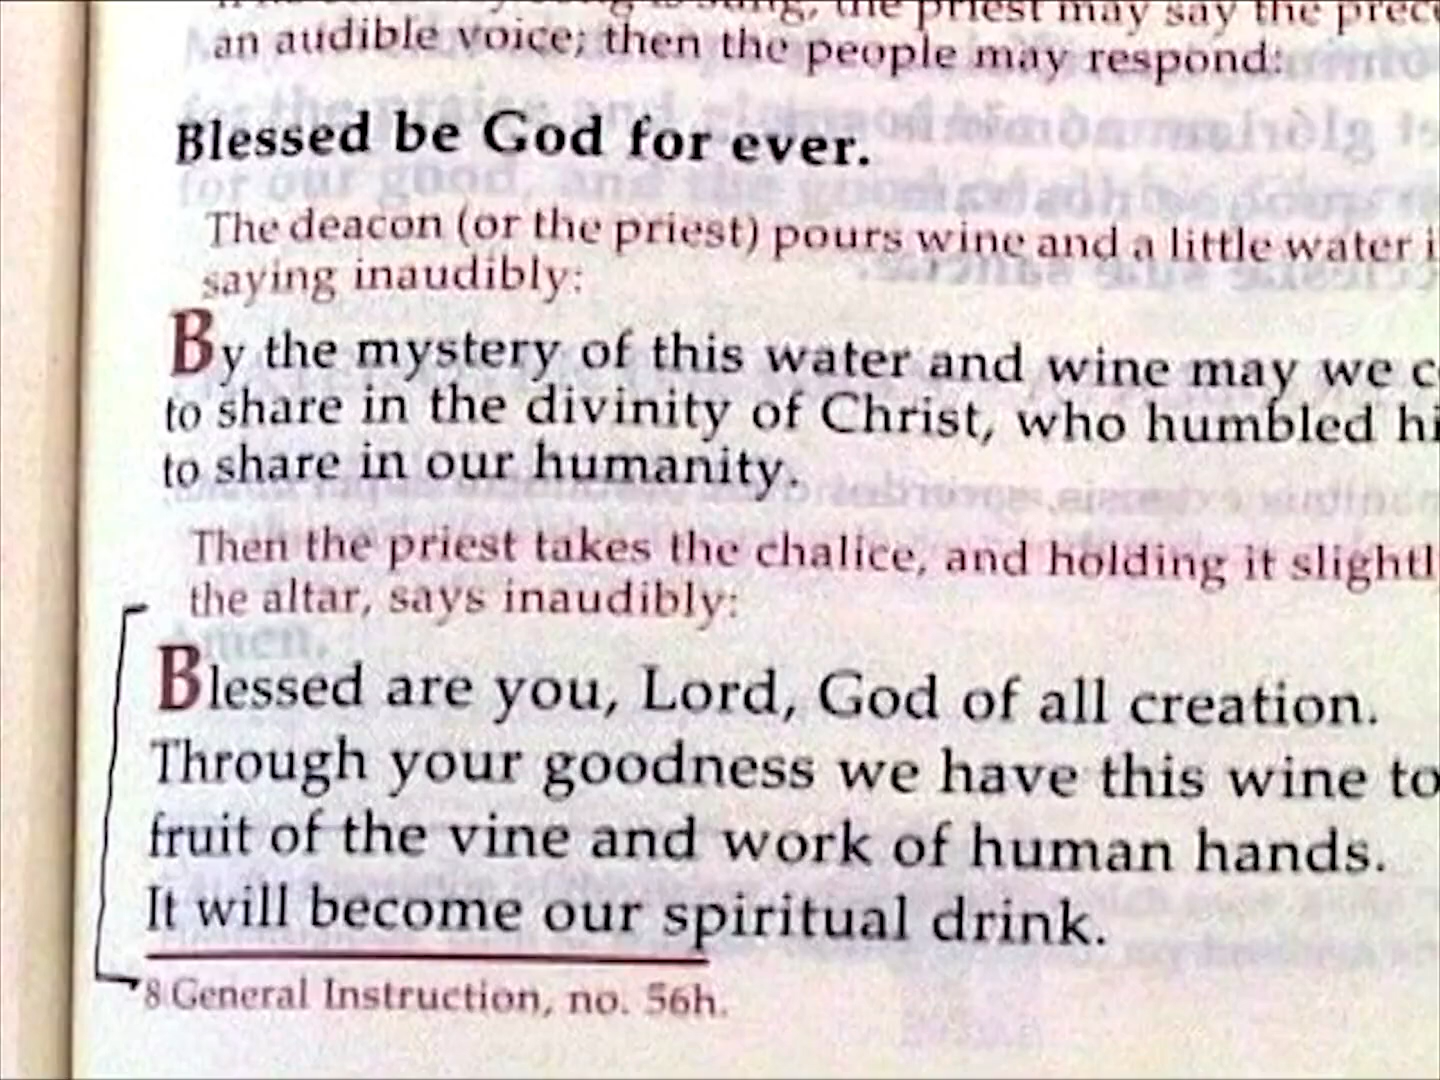 the priest may say the
an audible voice; then the people may respond:
Blessed be God for ever.
The deacon (or the priest) pours wine and a little water
saying inaudibly:
By the mystery of this water and wine may we
to share in the divinity of Christ, who humbled
to share in our humanity.
Then the priest takes the chalice, and holding it
the altar, says inaudibly:
Blessed are you, Lord, God of all creation.
Through your goodness we have this wine to
fruit of the vine and work of human hands.
It will become our spiritual drink.
8 General Instruction, no. 56h.